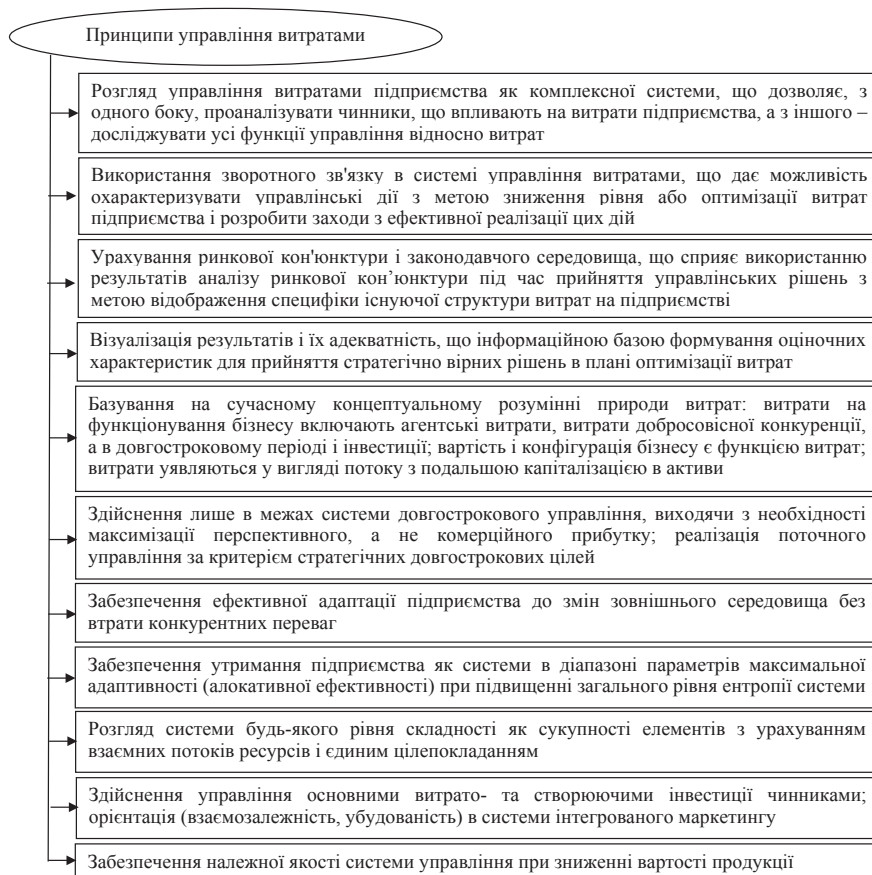 Принципи управління витратами
Розгляд управління витратами підприємства як комплексної системи, що дозволяє, з
одного боку, проаналізувати чинники, що впливають на витрати підприємства, а з іншого –
досліджувати усі функції управління відносно витрат
Використання зворотного зв'язку в системі управління витратами, що дає можливість
охарактеризувати управлінські дії з метою зниження рівня або оптимізації витрат
підприємства і розробити заходи з ефективної реалізації цих дій
Урахування ринкової кон'юнктури і законодавчого середовища, що сприяє використанню
результатів аналізу ринкової кон’юнктури під час прийняття управлінських рішень з
метою відображення специфіки існуючої структури витрат на підприємстві
Візуалізація результатів і їх адекватність, що інформаційною базою формування оціночних
характеристик для прийняття стратегічно вірних рішень в плані оптимізації витрат
Базування на сучасному концептуальному розумінні природи витрат: витрати на
функціонування бізнесу включають агентські витрати, витрати добросовісної конкуренції,
а в довгостроковому періоді і інвестиції; вартість і конфігурація бізнесу є функцією витрат;
витрати уявляються у вигляді потоку з подальшою капіталізацією в активи
Здійснення лише в межах системи довгострокового управління, виходячи з необхідності
максимізації перспективного, а не комерційного прибутку; реалізація поточного
управління за критерієм стратегічних довгострокових цілей
Забезпечення ефективної адаптації підприємства до змін зовнішнього середовища без
втрати конкурентних переваг
Забезпечення утримання підприємства як системи в діапазоні параметрів максимальної
адаптивності (алокативної ефективності) при підвищенні загального рівня ентропії системи
Розгляд системи будь-якого рівня складності як сукупності елементів з урахуванням
взаємних потоків ресурсів і єдиним цілепокладанням
Здійснення управління основними витрато- та створюючими інвестиції чинниками;
орієнтація (взаємозалежність, убудованість) в системи інтегрованого маркетингу
Забезпечення належної якості системи управління при зниженні вартості продукції